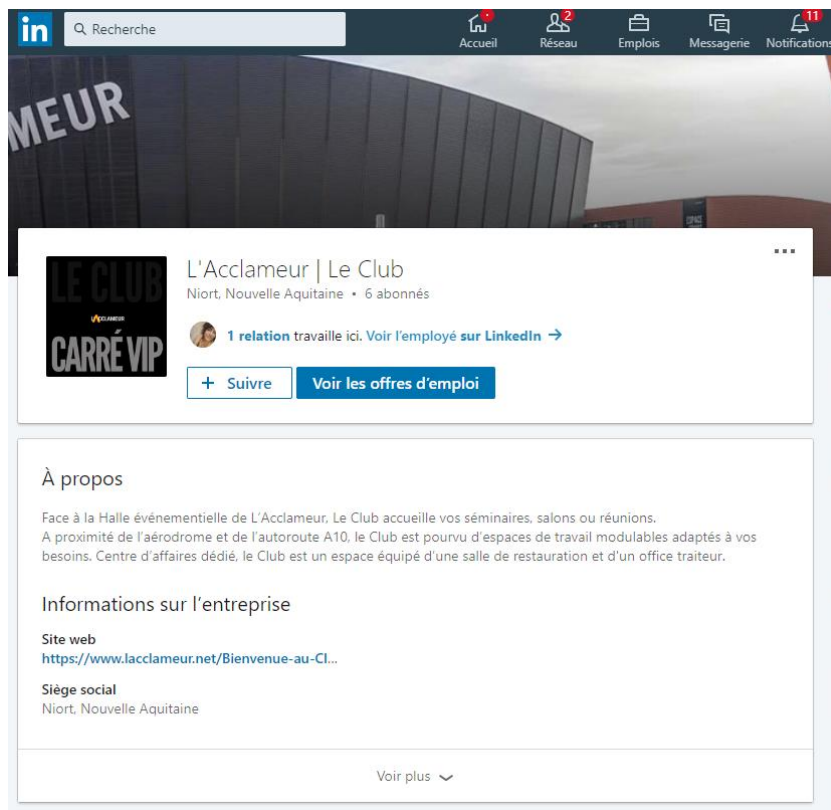 in
Recherche
Accueil
Réseau
2
Emplois
Messagerie
Notifications
11
MEUR
ESPACE
LE CLUB
ACCLAMEUR
CARRÉ VIP
L'Acclameur | Le Club
Niort, Nouvelle Aquitaine • 6 abonnés
1 relation travaille ici. Voir l'employé sur LinkedIn →
+ Suivre
Voir les offres d'emploi
À propos
Face à la Halle événementielle de L'Acclameur, Le Club accueille vos séminaires, salons ou réunions.
A proximité de l'aérodrome et de l'autoroute A10, le Club est pourvu d'espaces de travail modulables adaptés à vos
besoins. Centre d'affaires dédié, le Club est un espace équipé d'une salle de restauration et d'un office traiteur.
Informations sur l'entreprise
Site web
https://www.lacclameur.net/Bienvenue-au-Cl...
Siège social
Niort, Nouvelle Aquitaine
Voir plus